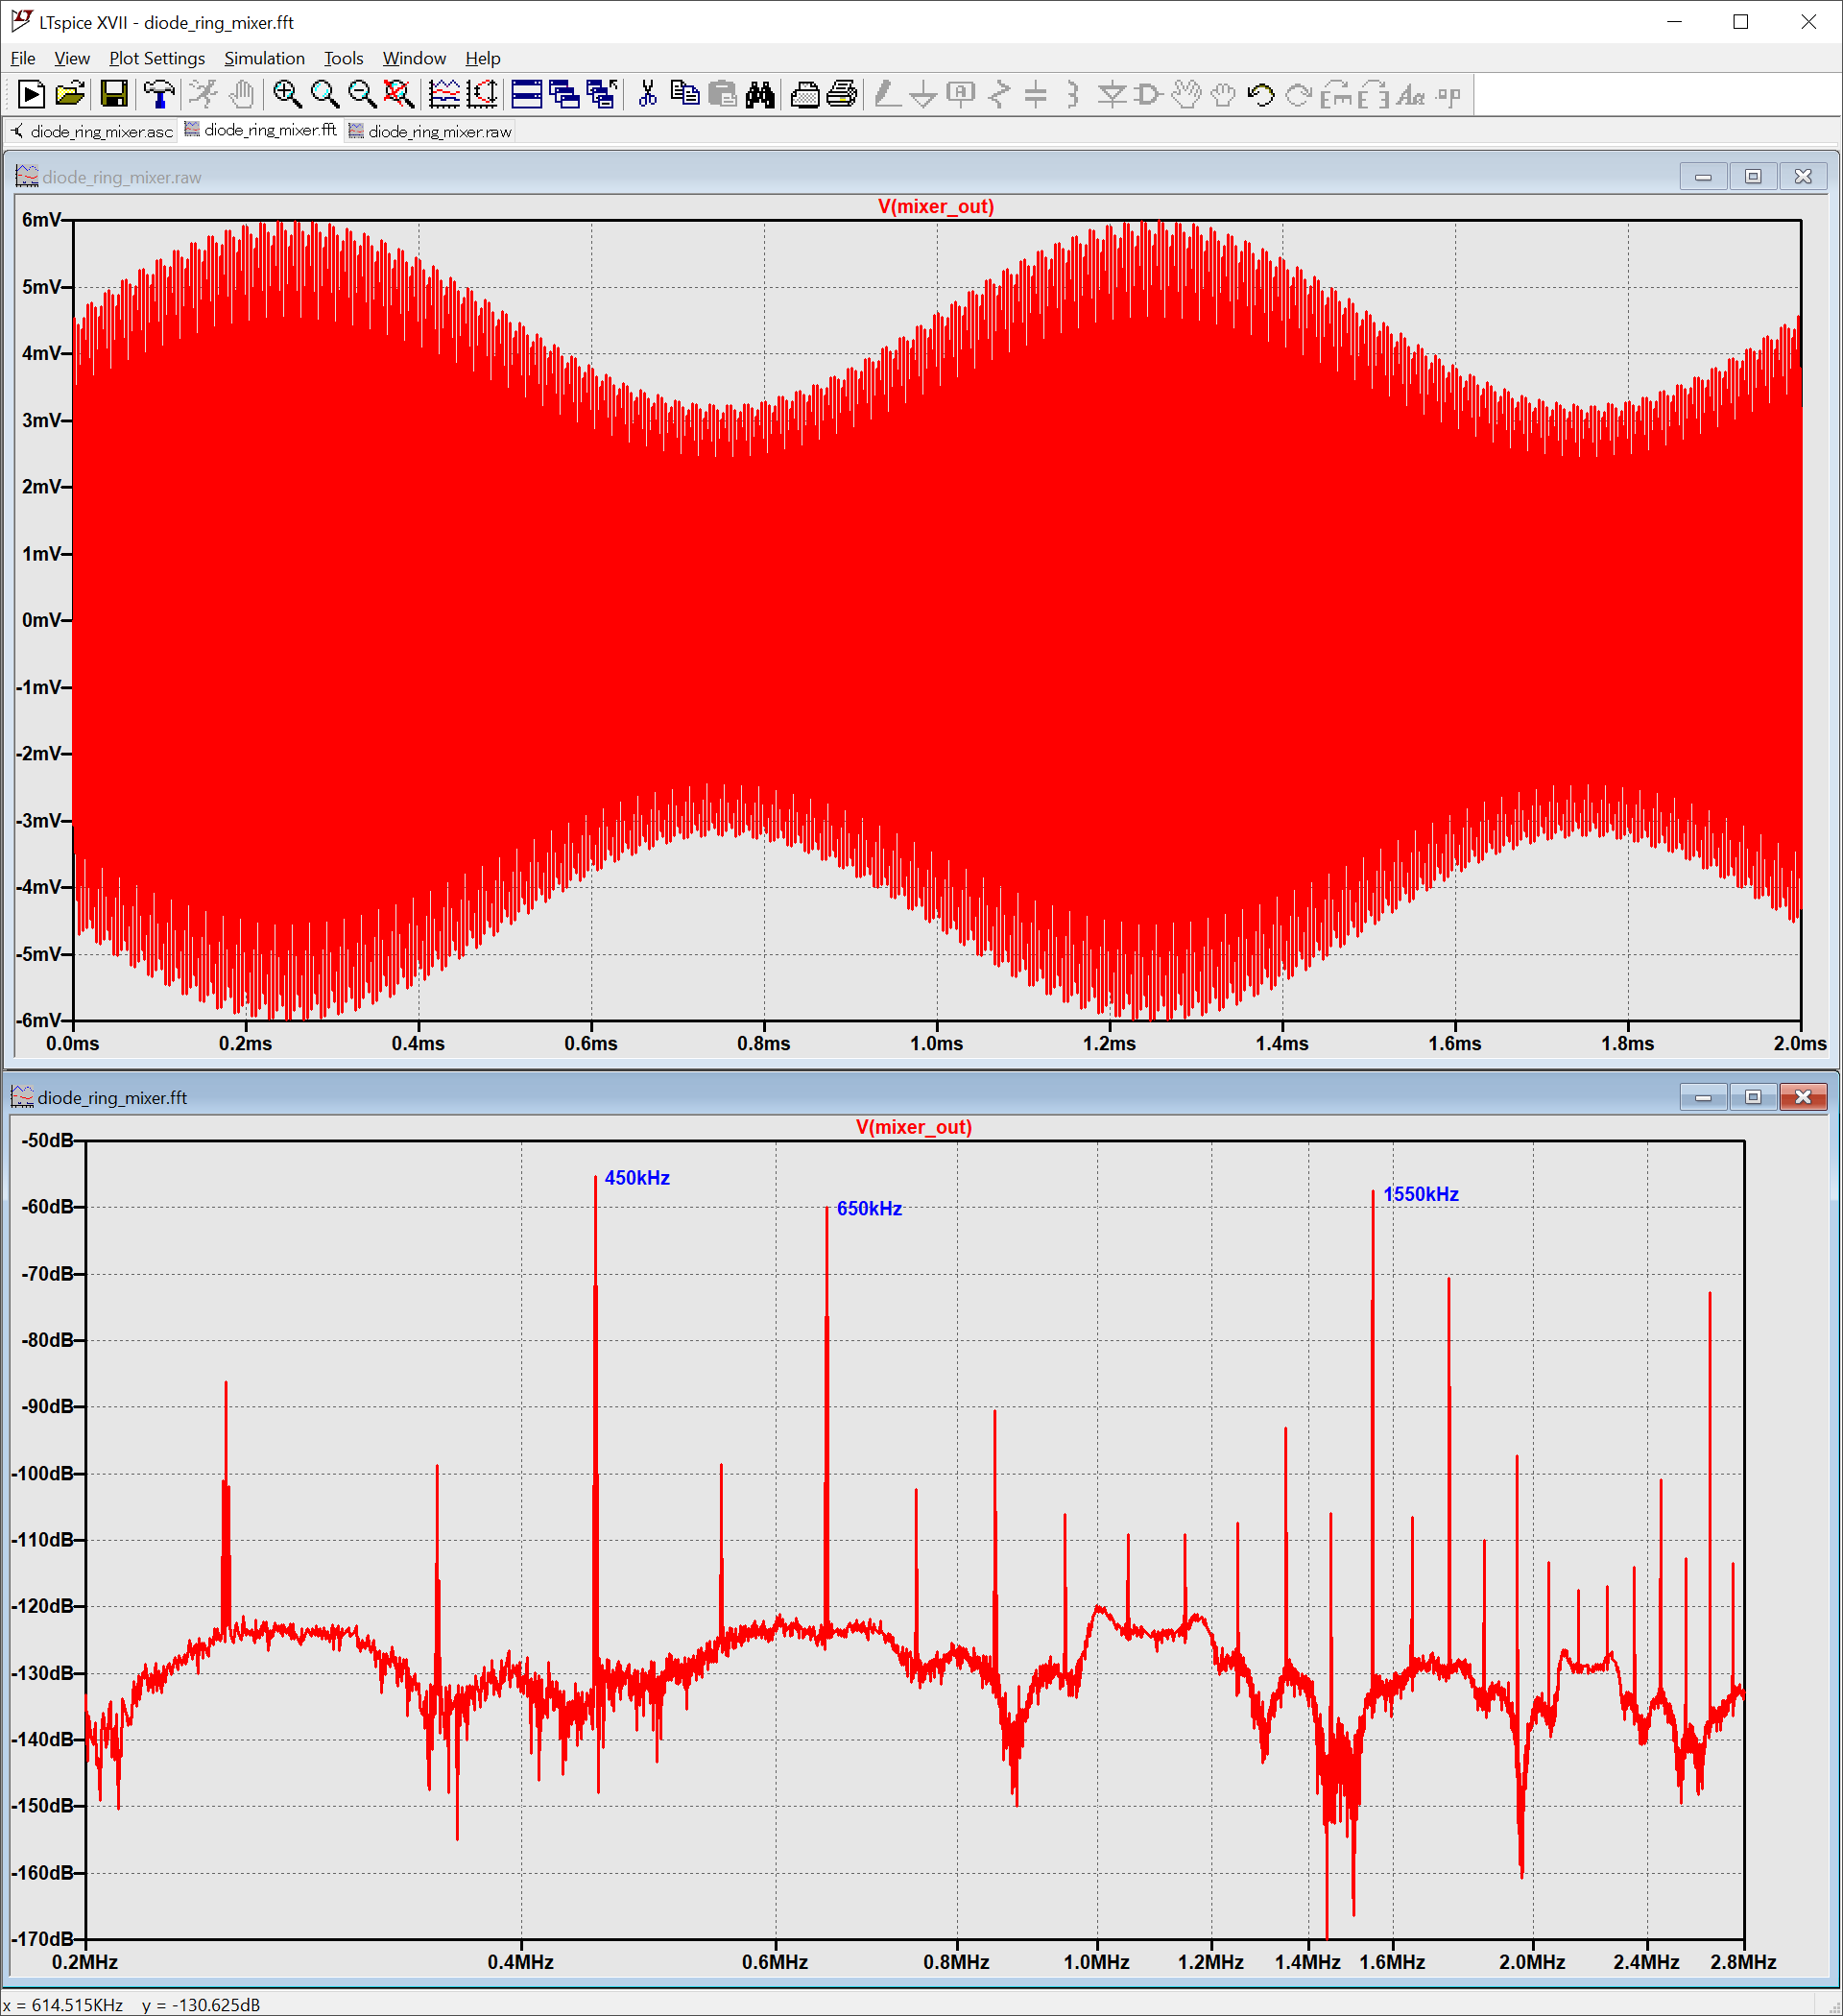 LTspice XVII - diode_ring_mixer.fft
File View Plot Settings Simulation Tools Window Help
diode_ring_mixer.asc diode_ring_mixer.fft diode_ring_mixer.raw
diode_ring_mixer.raw
V(mixer_out)
6mV
5mV
4mV
3mV
2mV
1mV
0mV
-1mV
-2mV
-3mV
-4mV
-5mV
-6mV
0.0ms 0.2ms 0.4ms 0.6ms 0.8ms 1.0ms 1.2ms 1.4ms 1.6ms 1.8ms 2.0ms
diode_ring_mixer.fft
V(mixer_out)
-50dB
450kHz
1550kHz
-60dB
650kHz
-70dB
-80dB
-90dB
-100dB
-110dB
-120dB
-130dB
-140dB
-150dB
-160dB
-170dB
0.2MHz 0.4MHz 0.6MHz 0.8MHz 1.0MHz 1.2MHz 1.4MHz 1.6MHz 2.0MHz 2.4MHz 2.8MHz
x = 614.515KHz y = -130.625dB